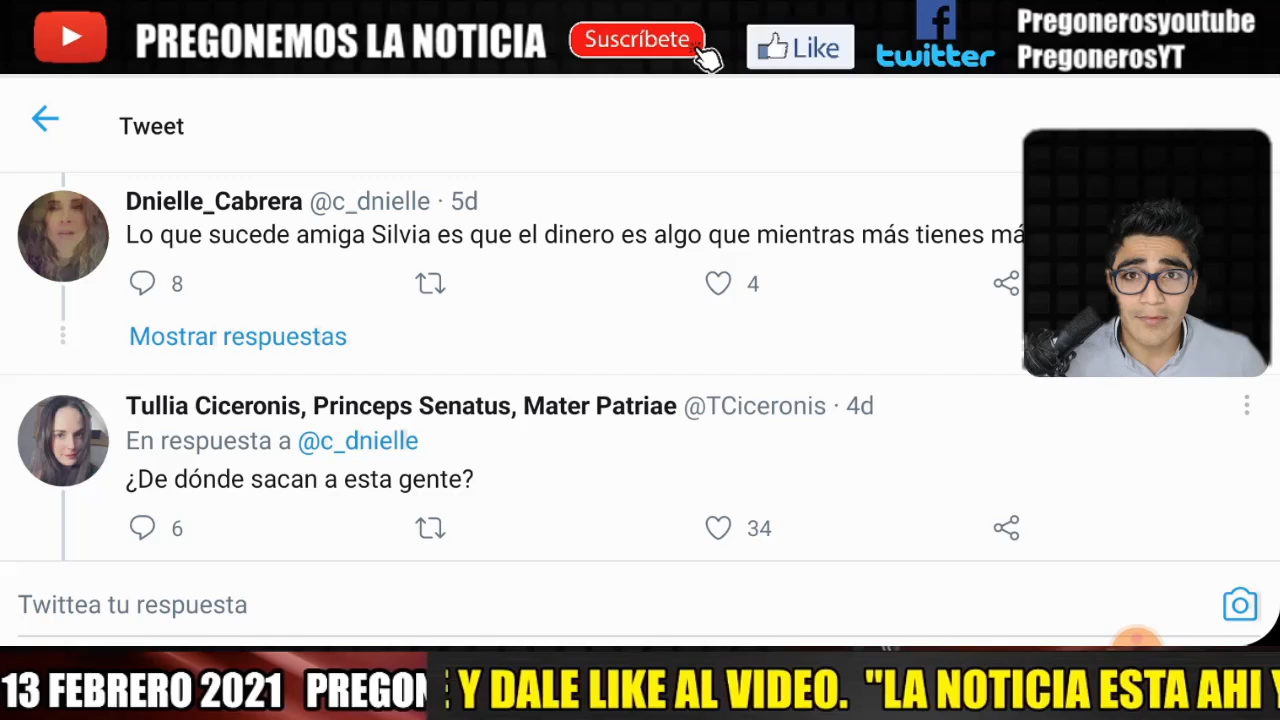 PREGONEMOS LA NOTICIA
Suscríbete
Like
twitter
Pregonerosyoutube
PregonerosYT
Tweet
Dnielle_Cabrera @c_dnielle · 5d
Lo que sucede amiga Silvia es que el dinero es algo que mientras más tienes má
8
4
Mostrar respuestas
Tullia Ciceronis, Princeps Senatus, Mater Patriae @TCiceronis · 4d
En respuesta a @c_dnielle
¿De dónde sacan a esta gente?
6
34
Twittea tu respuesta
13 FEBRERO 2021 PREGON Y DALE LIKE AL VIDEO. "LA NOTICIA ESTA AHI Y